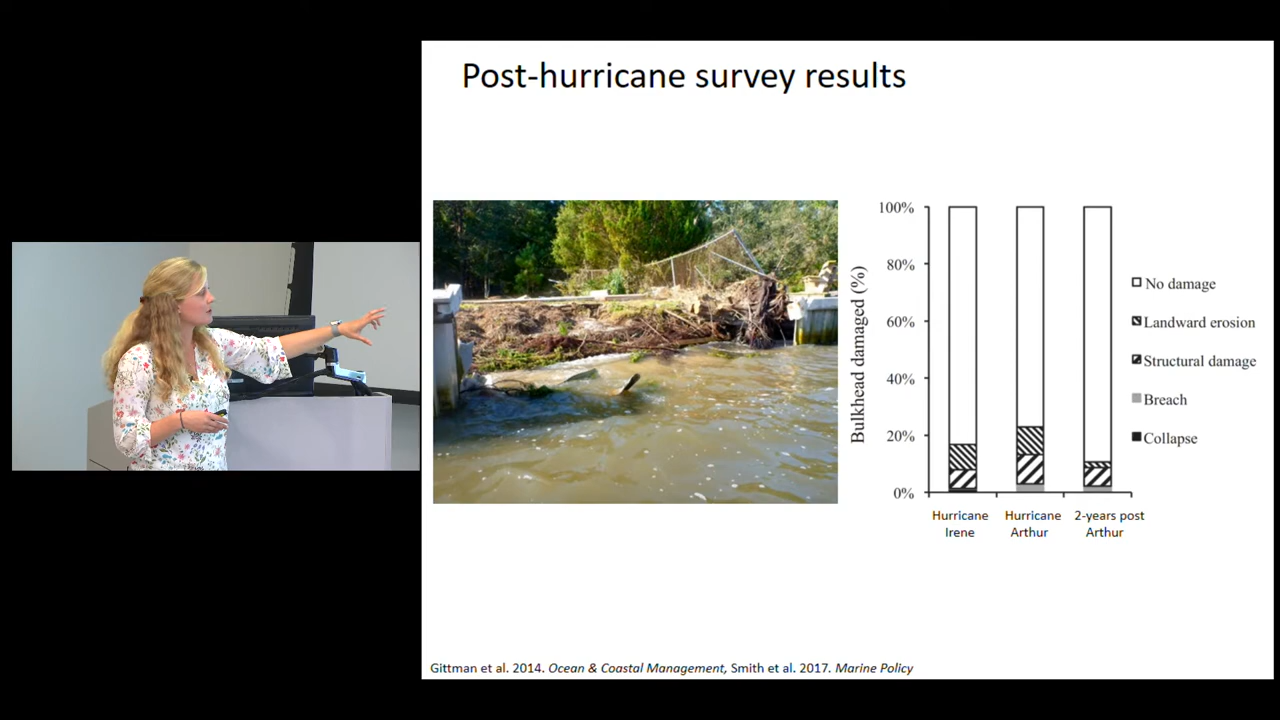 Post-hurricane survey results
100%
80%
60%
40%
20%
0%
Bulkhead damaged (%)
Hurricane
Irene
Hurricane
Arthur
2-years post
Arthur
No damage
Landward erosion
Structural damage
Breach
Collapse
Gittman et al. 2014. Ocean & Coastal Management, Smith et al. 2017. Marine Policy